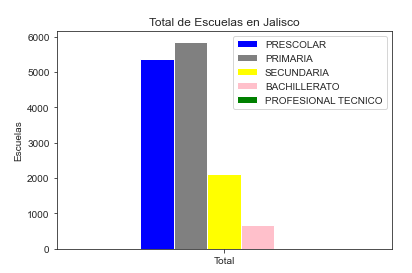 Total de Escuelas en Jalisco
6000
5000
4000
3000
2000
1000
0
Escuelas
Total
PRESCOLAR
PRIMARIA
SECUNDARIA
BACHILLERATO
PROFESIONAL TECNICO